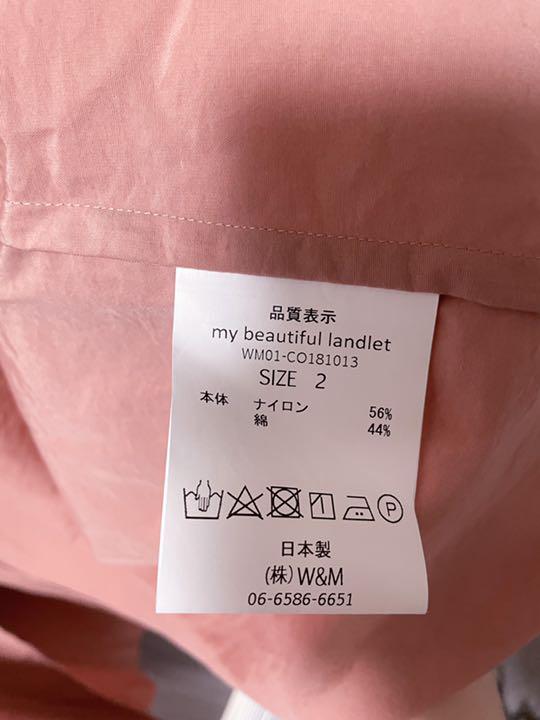 品質表示
my beautiful landlet
WM01-CO181013
SIZE 2
本体 ナイロン 56%
綿 44%
P
日本製
(株)W&M
06-6586-6651